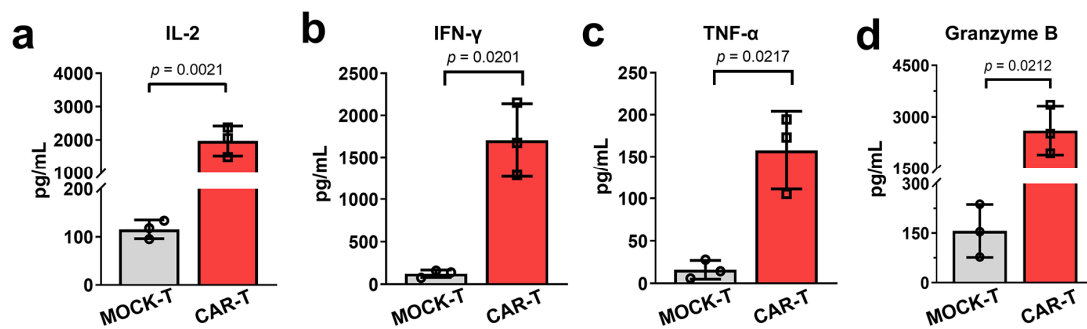 a
IL-2
p = 0.0021
pg/mL
4000
3000
2000
1000
200
100
0
MOCK-T
CAR-T
b
IFN-γ
p = 0.0201
pg/mL
2500
2000
1500
1000
500
0
MOCK-T
CAR-T
c
TNF-α
p = 0.0217
pg/mL
250
200
150
100
50
0
MOCK-T
CAR-T
d
Granzyme B
p = 0.0212
pg/mL
4500
3000
1500
300
150
0
MOCK-T
CAR-T